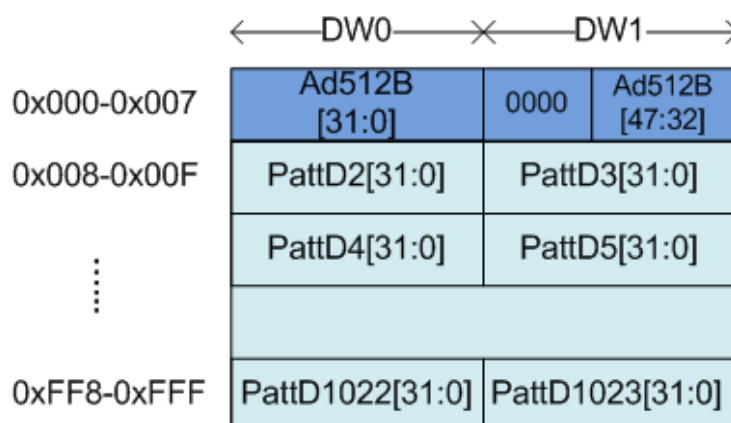 DW0 DW1
0x000-0x007 Ad512B [31:0] 0000 Ad512B [47:32]
0x008-0x00F PattD2[31:0] PattD3[31:0]
PattD4[31:0] PattD5[31:0]
0xFF8-0xFFF PattD1022[31:0] PattD1023[31:0]